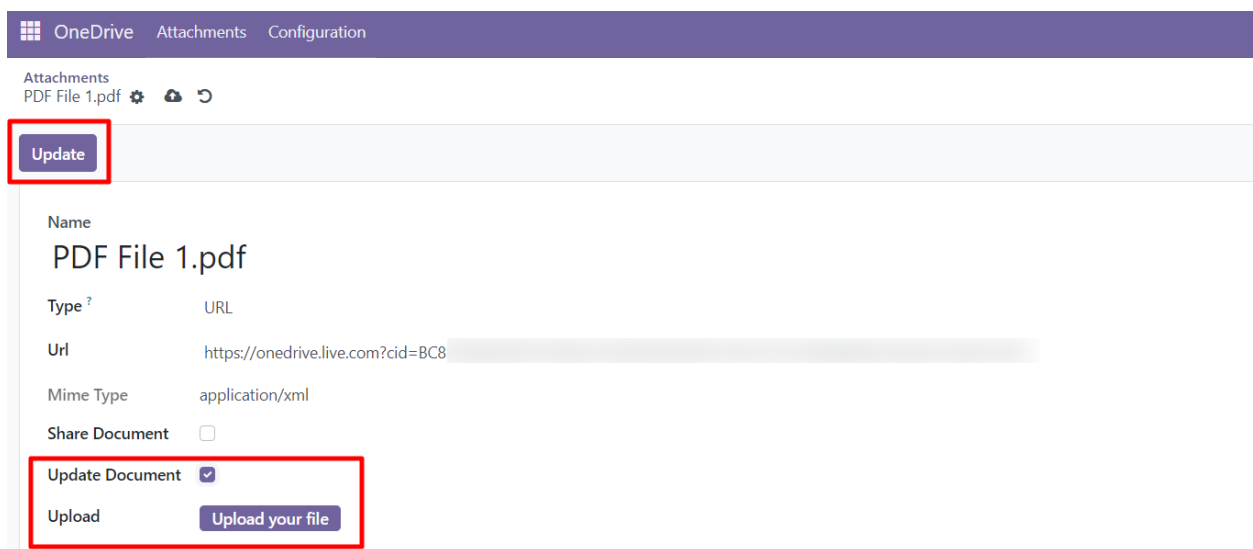 OneDrive Attachments Configuration
Attachments
PDF File 1.pdf
Update
Name
PDF File 1.pdf
Type ? URL
Url https://onedrive.live.com?cid=BC8
Mime Type application/xml
Share Document
Update Document
Upload Upload your file